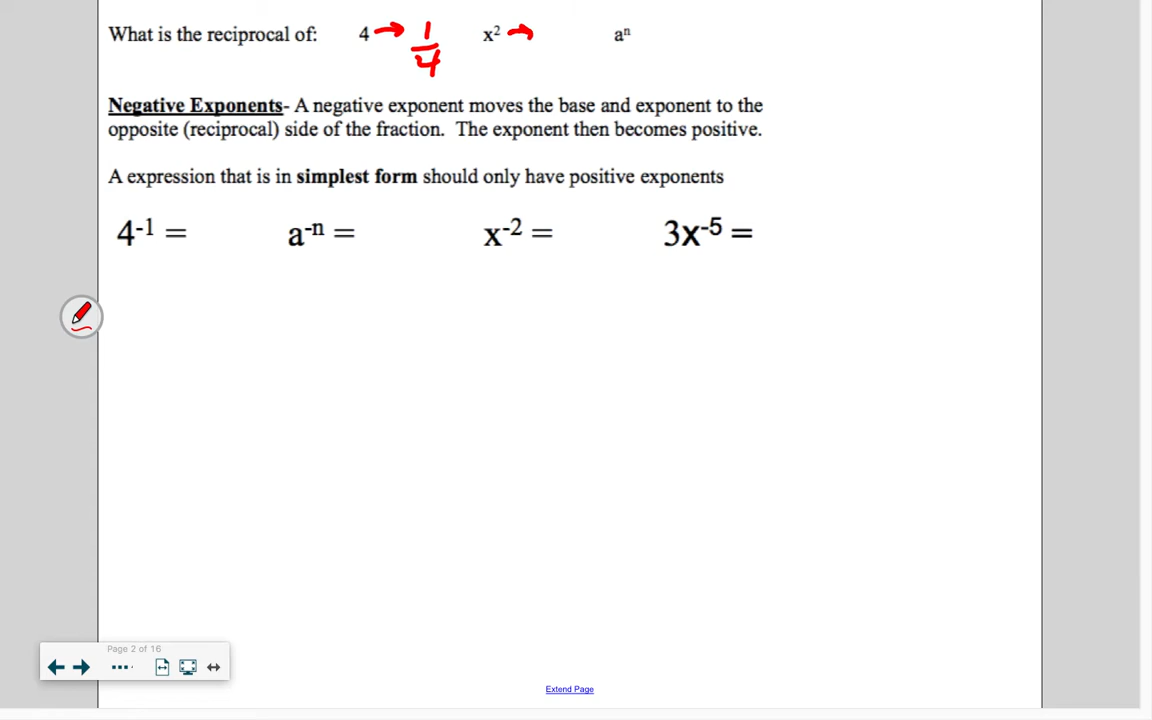 What is the reciprocal of: 4 → 1/4 x² → aⁿ
Negative Exponents- A negative exponent moves the base and exponent to the
opposite (reciprocal) side of the fraction. The exponent then becomes positive.
A expression that is in simplest form should only have positive exponents
4⁻¹ = a⁻ⁿ = x⁻² = 3x⁻⁵ =
Page 2 of 16
Extend Page